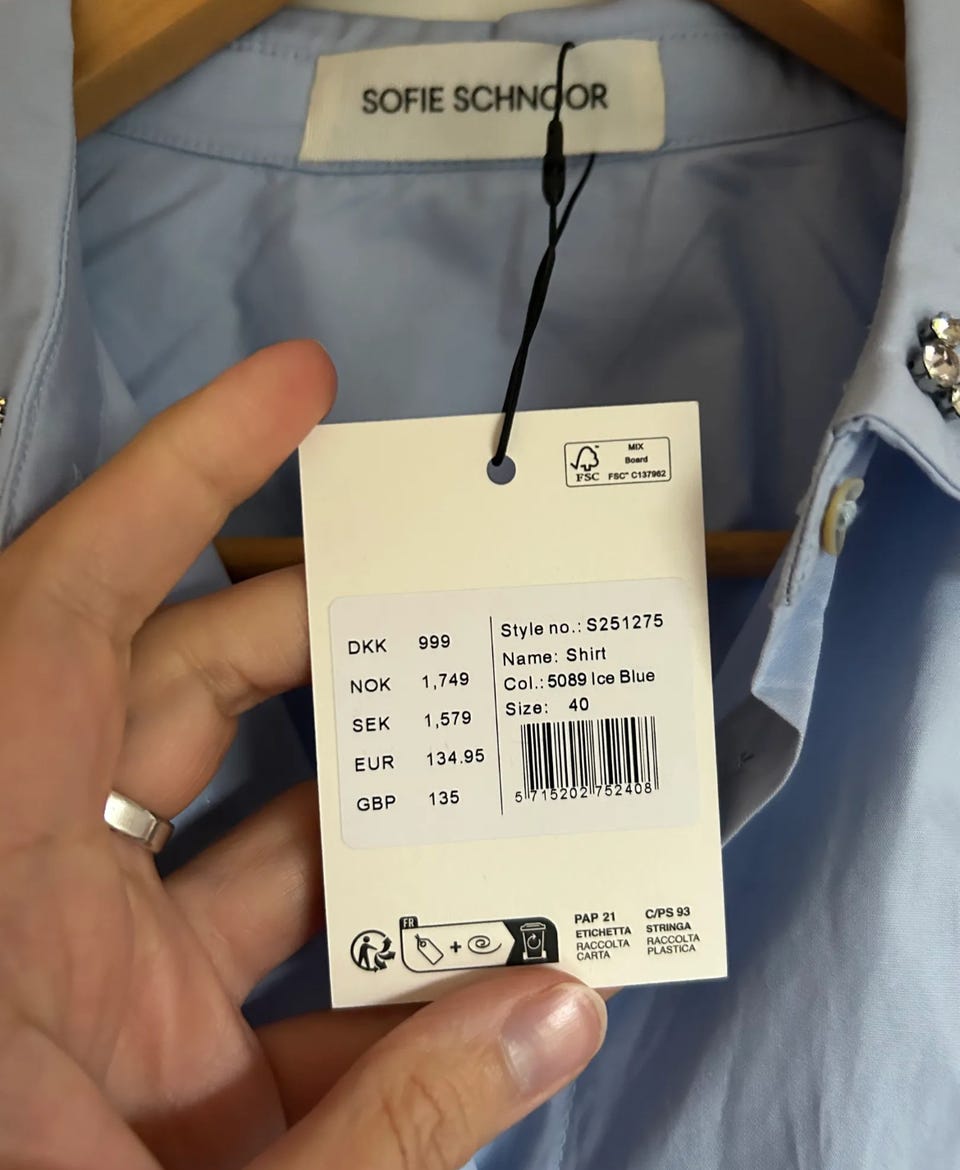 SOFIE SCHNOOR
MIX
Board
FSC
FSC™ C137962
DKK 999
NOK 1,749
SEK 1,579
EUR 134.95
GBP 135
Style no.: S251275
Name: Shirt
Col.: 5089 Ice Blue
Size: 40
5 715202 752408
FR
+
PAP 21
ETICHETTA
RACCOLTA
CARTA
C/PS 93
STRINGA
RACCOLTA
PLASTICA